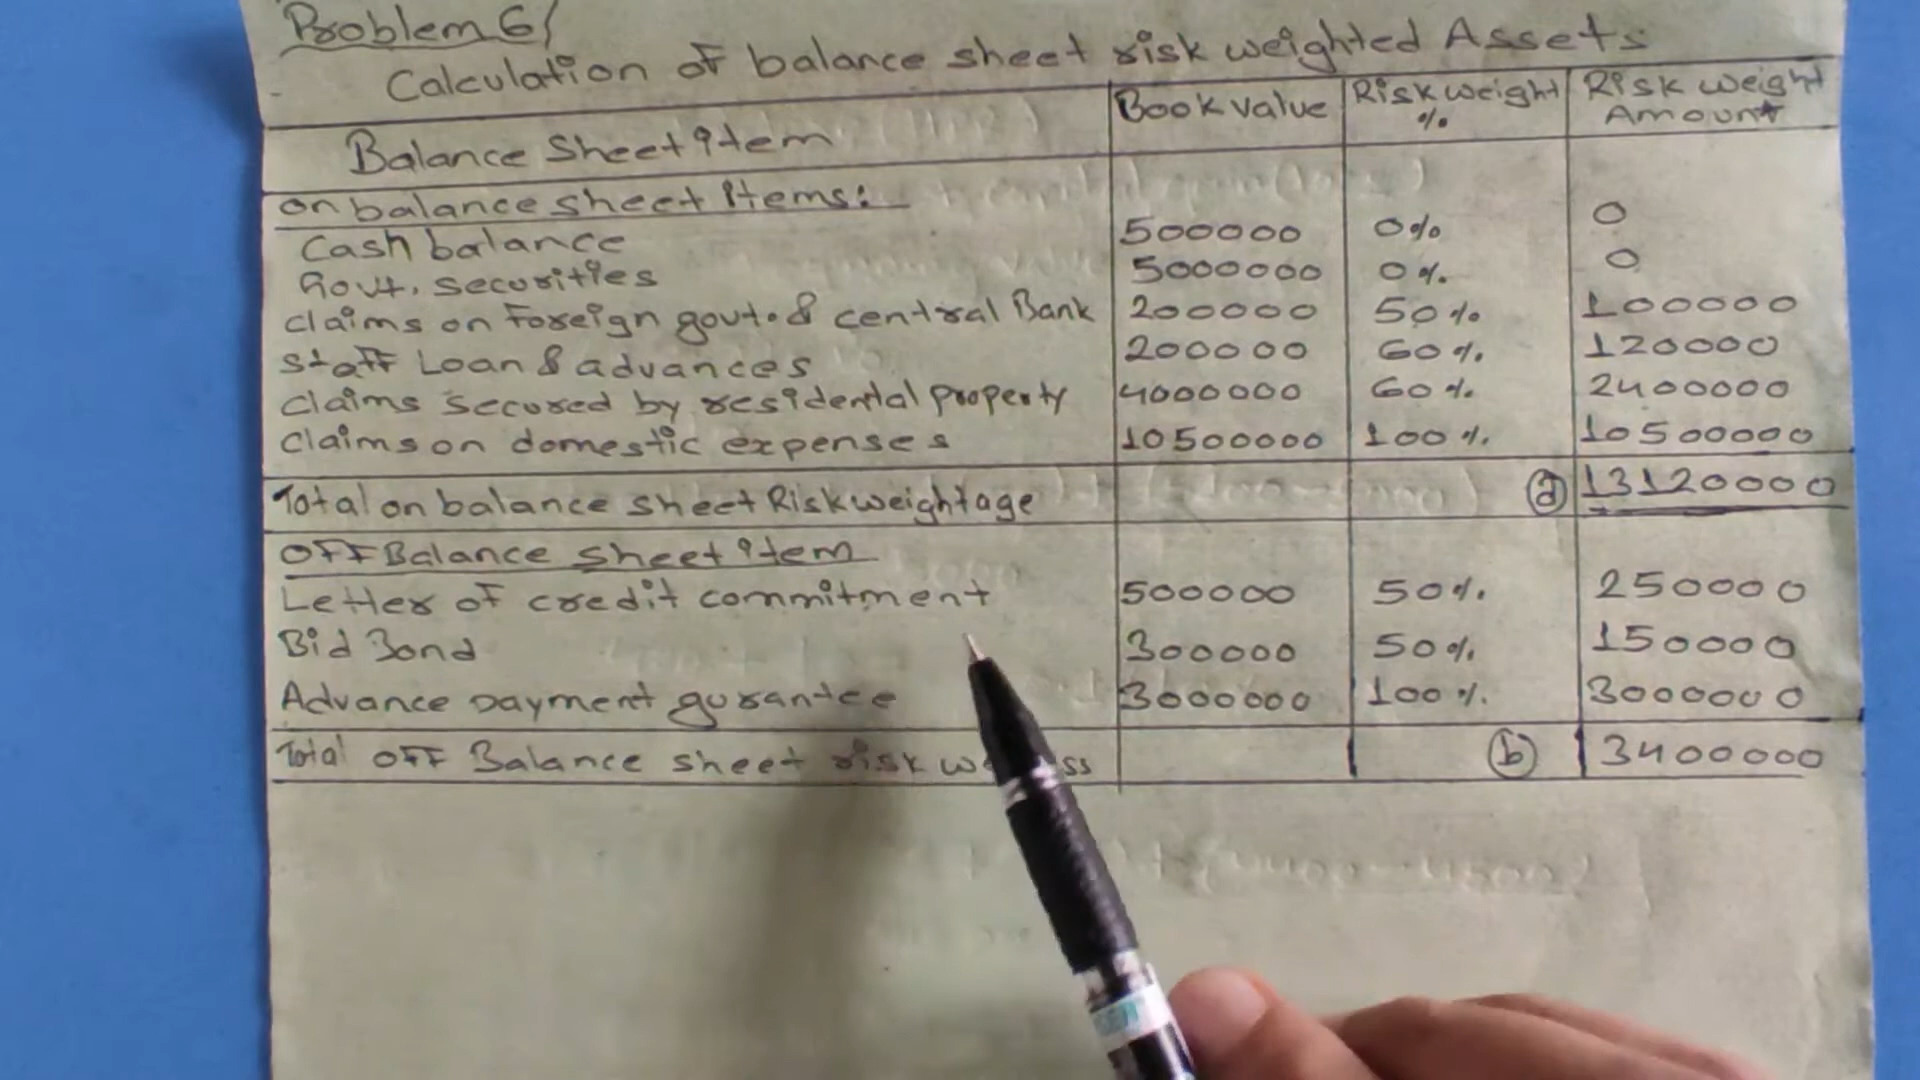 Problem 6/
Calculation of balance sheet risk weighted Assets
Balance Sheet Item | Book value | Risk weight % | Risk weight Amount
on balance sheet Items:
Cash balance 500000 0% 0
Govt. securities 5000000 0% 0
claims on Foreign govt. & central Bank 200000 50% 100000
staff Loan & advances 200000 60% 120000
claims secured by residental property 4000000 60% 2400000
claims on domestic expenses 10500000 100% 10500000
Total on balance sheet Risk weightage (a) 13120000
OFF Balance sheet item
Letter of credit commitment 500000 50% 250000
Bid Bond 300000 50% 150000
Advance payment gurantee 3000000 100% 3000000
Total OFF Balance sheet risk (b) 3400000